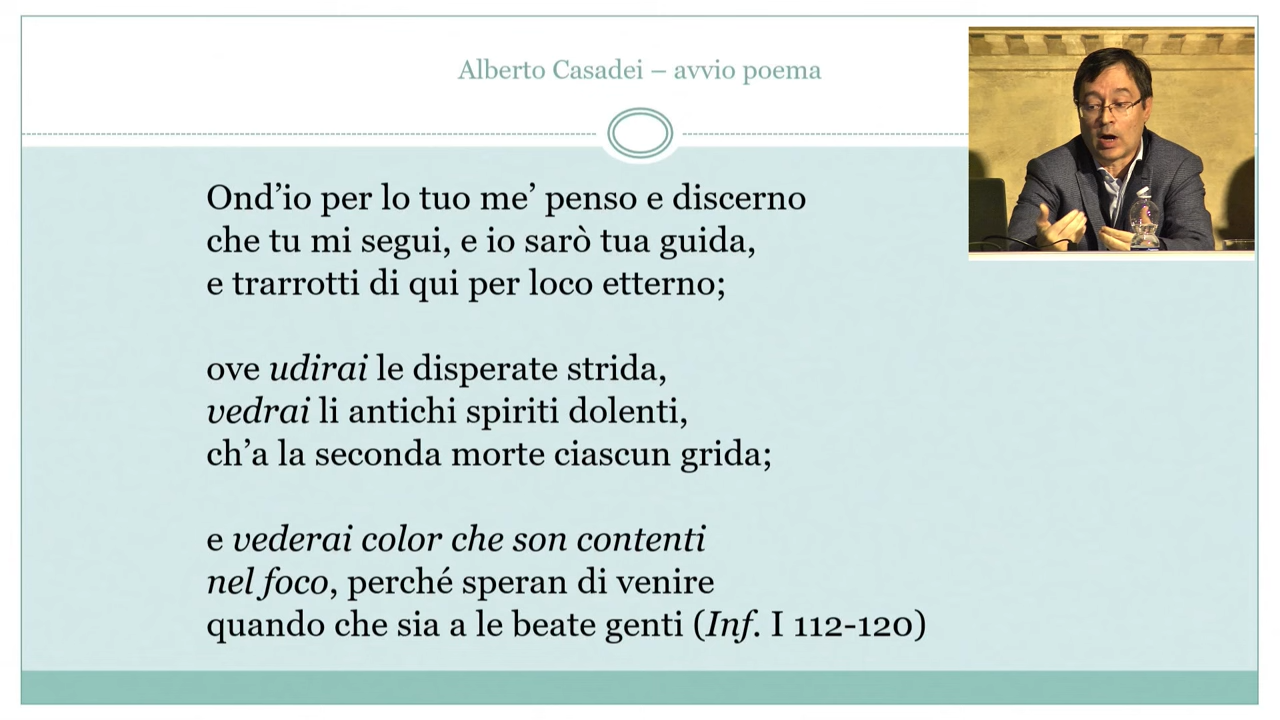 Alberto Casadei – avvio poema
Ond’io per lo tuo me’ penso e discerno
che tu mi segui, e io sarò tua guida,
e trarrotti di qui per loco etterno;
ove udirai le disperate strida,
vedrai li antichi spiriti dolenti,
ch’a la seconda morte ciascun grida;
e vederai color che son contenti
nel foco, perché speran di venire
quando che sia a le beate genti (Inf. I 112-120)